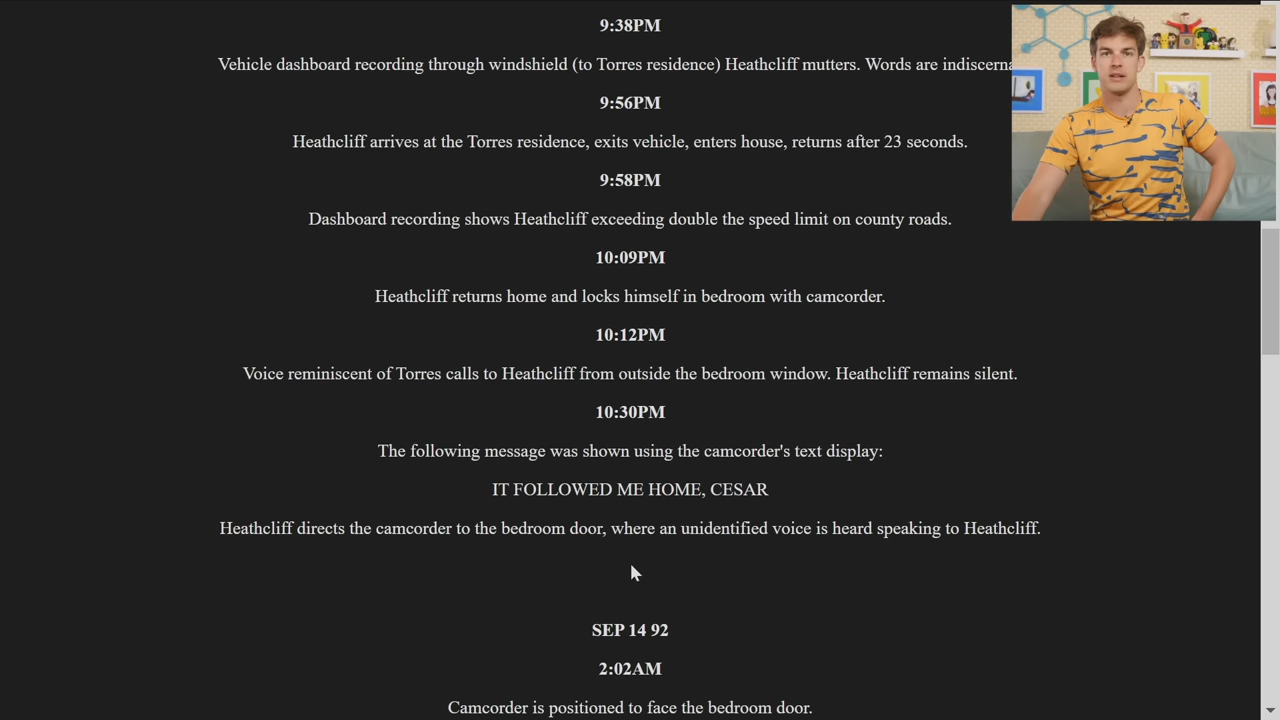 9:38PM
Vehicle dashboard recording through windshield (to Torres residence) Heathcliff mutters. Words are
9:56PM
Heathcliff arrives at the Torres residence, exits vehicle, enters house, returns after 23 seconds.
9:58PM
Dashboard recording shows Heathcliff exceeding double the speed limit on county roads.
10:09PM
Heathcliff returns home and locks himself in bedroom with camcorder.
10:12PM
Voice reminiscent of Torres calls to Heathcliff from outside the bedroom window. Heathcliff remains silent.
10:30PM
The following message was shown using the camcorder's text display:
IT FOLLOWED ME HOME, CESAR
Heathcliff directs the camcorder to the bedroom door, where an unidentified voice is heard speaking to Heathcliff.
SEP 14 92
2:02AM
Camcorder is positioned to face the bedroom door.